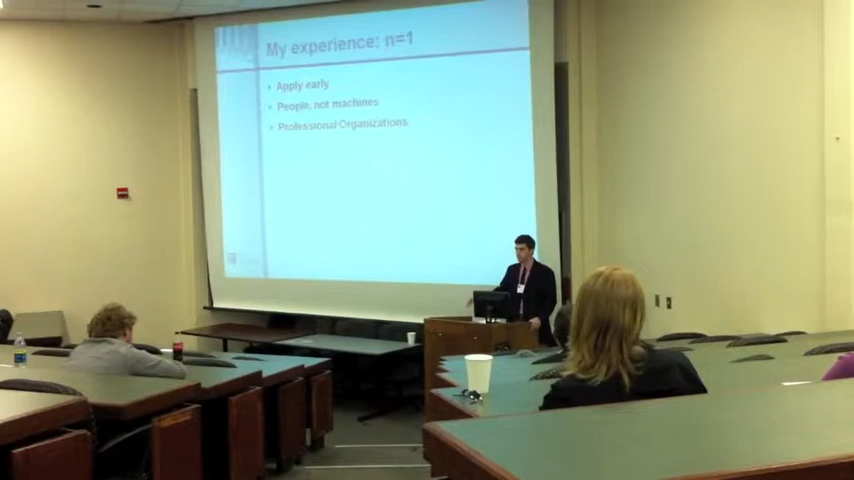 My experience: n=1
• Apply early
• People, not machines
• Professional Organizations